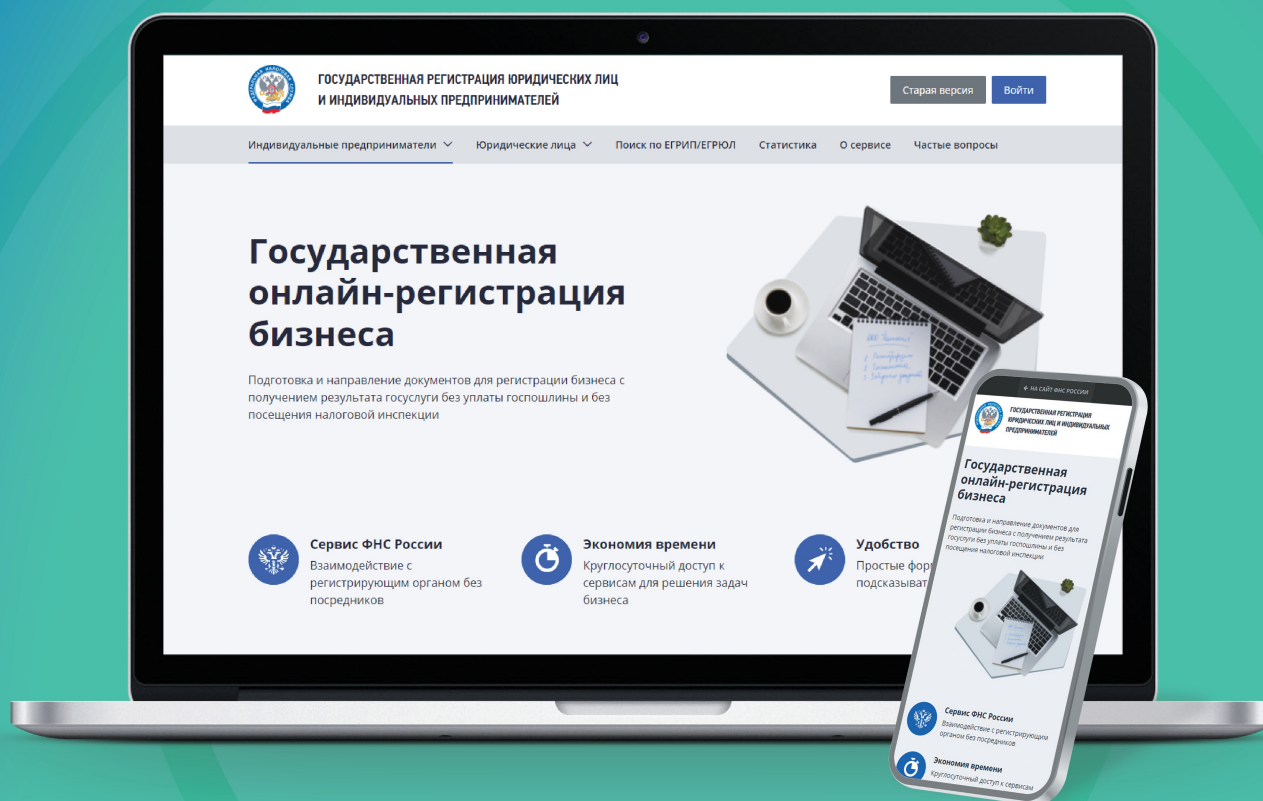 ГОСУДАРСТВЕННАЯ РЕГИСТРАЦИЯ ЮРИДИЧЕСКИХ ЛИЦ
И ИНДИВИДУАЛЬНЫХ ПРЕДПРИНИМАТЕЛЕЙ
Старая версия
Войти
Индивидуальные предприниматели
Юридические лица
Поиск по ЕГРИП/ЕГРЮЛ
Статистика
О сервисе
Частые вопросы
Государственная
онлайн-регистрация
бизнеса
Подготовка и направление документов для регистрации бизнеса с
получением результата госуслуги без уплаты госпошлины и без
посещения налоговой инспекции
Сервис ФНС России
Взаимодействие с
регистрирующим органом без
посредников
Экономия времени
Круглосуточный доступ к
сервисам для решения задач
бизнеса
Удобство
Простые фор
подсказыват
НА САЙТ ФНС РОССИИ
ГОСУДАРСТВЕННАЯ РЕГИСТРАЦИЯ
ЮРИДИЧЕСКИХ ЛИЦ И ИНДИВИДУАЛЬНЫХ
ПРЕДПРИНИМАТЕЛЕЙ
Государственная
онлайн-регистрация
бизнеса
Подготовка и направление документов для
регистрации бизнеса с получением результата
госуслуги без уплаты госпошлины и без
посещения налоговой инспекции
Сервис ФНС России
Взаимодействие с регистрирующим
органом без посредников
Экономия времени
Круглосуточный доступ к сервисам